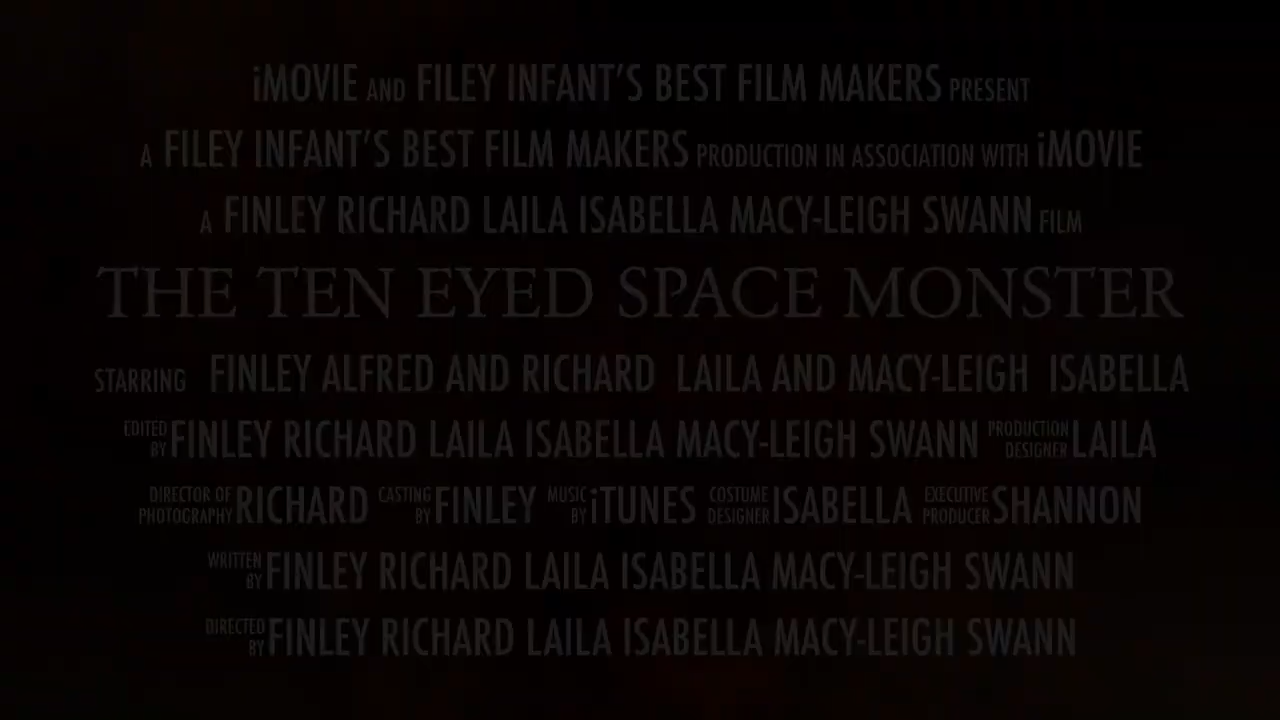 iMOVIE AND FILEY INFANT'S BEST FILM MAKERS PRESENT
A FILEY INFANT'S BEST FILM MAKERS PRODUCTION IN ASSOCIATION WITH iMOVIE
A FINLEY RICHARD LAILA ISABELLA MACY-LEIGH SWANN FILM
THE TEN EYED SPACE MONSTER
STARRING FINLEY ALFRED AND RICHARD LAILA AND MACY-LEIGH ISABELLA
EDITED BY FINLEY RICHARD LAILA ISABELLA MACY-LEIGH SWANN PRODUCTION DESIGNER LAILA
DIRECTOR OF PHOTOGRAPHY RICHARD CASTING BY FINLEY MUSIC BY iTUNES COSTUME DESIGNER ISABELLA EXECUTIVE PRODUCER SHANNON
WRITTEN BY FINLEY RICHARD LAILA ISABELLA MACY-LEIGH SWANN
DIRECTED BY FINLEY RICHARD LAILA ISABELLA MACY-LEIGH SWANN